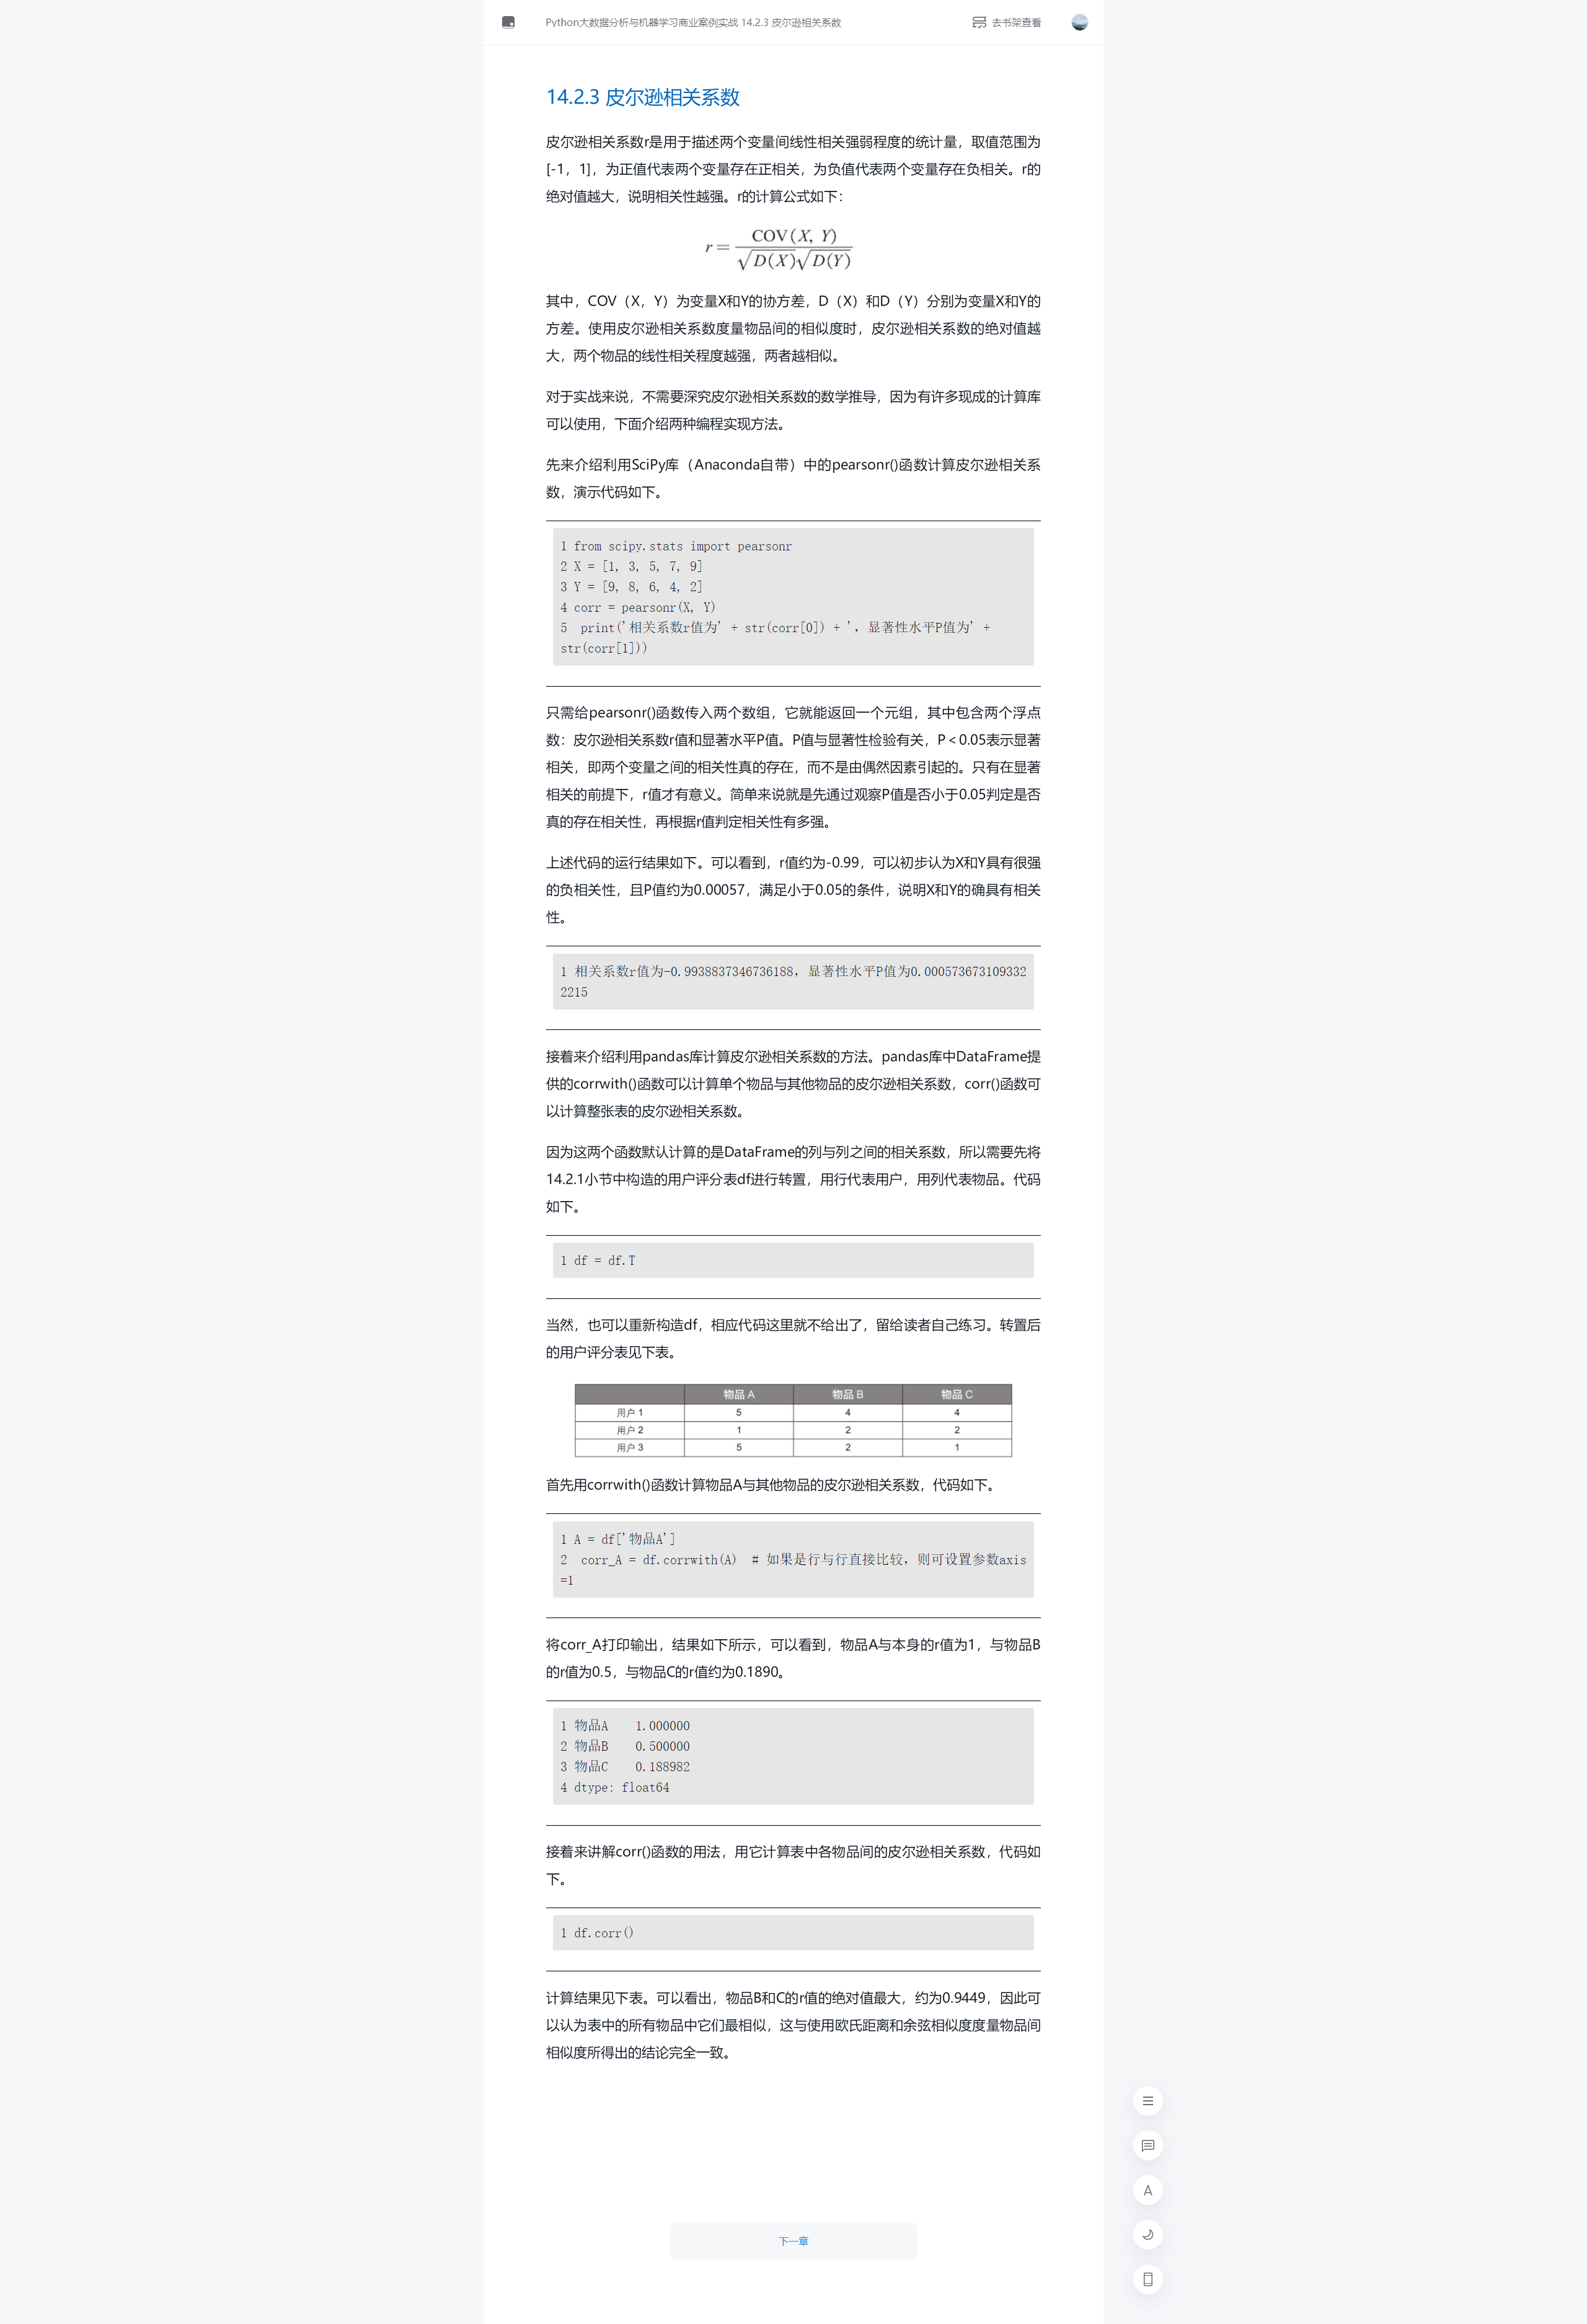 Python大数据分析与机器学习商业案例实战 14.2.3 皮尔逊相关系数
去书架查看
14.2.3 皮尔逊相关系数
皮尔逊相关系数r是用于描述两个变量间线性相关强弱程度的统计量，取值范围为
[-1，1]，为正值代表两个变量存在正相关，为负值代表两个变量存在负相关。r的
绝对值越大，说明相关性越强。r的计算公式如下：
r = COV(X, Y) / √D(X)√D(Y)
其中，COV（X，Y）为变量X和Y的协方差，D（X）和D（Y）分别为变量X和Y的
方差。使用皮尔逊相关系数度量物品间的相似度时，皮尔逊相关系数的绝对值越
大，两个物品的线性相关程度越强，两者越相似。
对于实战来说，不需要深究皮尔逊相关系数的数学推导，因为有许多现成的计算库
可以使用，下面介绍两种编程实现方法。
先来介绍利用SciPy库（Anaconda自带）中的pearsonr()函数计算皮尔逊相关系
数，演示代码如下。
1 from scipy.stats import pearsonr
2 X = [1, 3, 5, 7, 9]
3 Y = [9, 8, 6, 4, 2]
4 corr = pearsonr(X, Y)
5  print('相关系数r值为' + str(corr[0]) + '，显著性水平P值为' +
str(corr[1]))
只需给pearsonr()函数传入两个数组，它就能返回一个元组，其中包含两个浮点
数：皮尔逊相关系数r值和显著水平P值。P值与显著性检验有关，P＜0.05表示显著
相关，即两个变量之间的相关性真的存在，而不是由偶然因素引起的。只有在显著
相关的前提下，r值才有意义。简单来说就是先通过观察P值是否小于0.05判定是否
真的存在相关性，再根据r值判定相关性有多强。
上述代码的运行结果如下。可以看到，r值约为-0.99，可以初步认为X和Y具有很强
的负相关性，且P值约为0.00057，满足小于0.05的条件，说明X和Y的确具有相关
性。
1 相关系数r值为-0.9938837346736188，显著性水平P值为0.000573673109332
2215
接着来介绍利用pandas库计算皮尔逊相关系数的方法。pandas库中DataFrame提
供的corrwith()函数可以计算单个物品与其他物品的皮尔逊相关系数，corr()函数可
以计算整张表的皮尔逊相关系数。
因为这两个函数默认计算的是DataFrame的列与列之间的相关系数，所以需要先将
14.2.1小节中构造的用户评分表df进行转置，用行代表用户，用列代表物品。代码
如下。
1 df = df.T
当然，也可以重新构造df，相应代码这里就不给出了，留给读者自己练习。转置后
的用户评分表见下表。
物品 A 物品 B 物品 C
用户 1 5 4 4
用户 2 1 2 2
用户 3 5 2 1
首先用corrwith()函数计算物品A与其他物品的皮尔逊相关系数，代码如下。
1 A = df['物品A']
2  corr_A = df.corrwith(A)  # 如果是行与行直接比较，则可设置参数axis
=1
将corr_A打印输出，结果如下所示，可以看到，物品A与本身的r值为1，与物品B
的r值为0.5，与物品C的r值约为0.1890。
1 物品A    1.000000
2 物品B    0.500000
3 物品C    0.188982
4 dtype: float64
接着来讲解corr()函数的用法，用它计算表中各物品间的皮尔逊相关系数，代码如
下。
1 df.corr()
计算结果见下表。可以看出，物品B和C的r值的绝对值最大，约为0.9449，因此可
以认为表中的所有物品中它们最相似，这与使用欧氏距离和余弦相似度度量物品间
相似度所得出的结论完全一致。
A
下一章